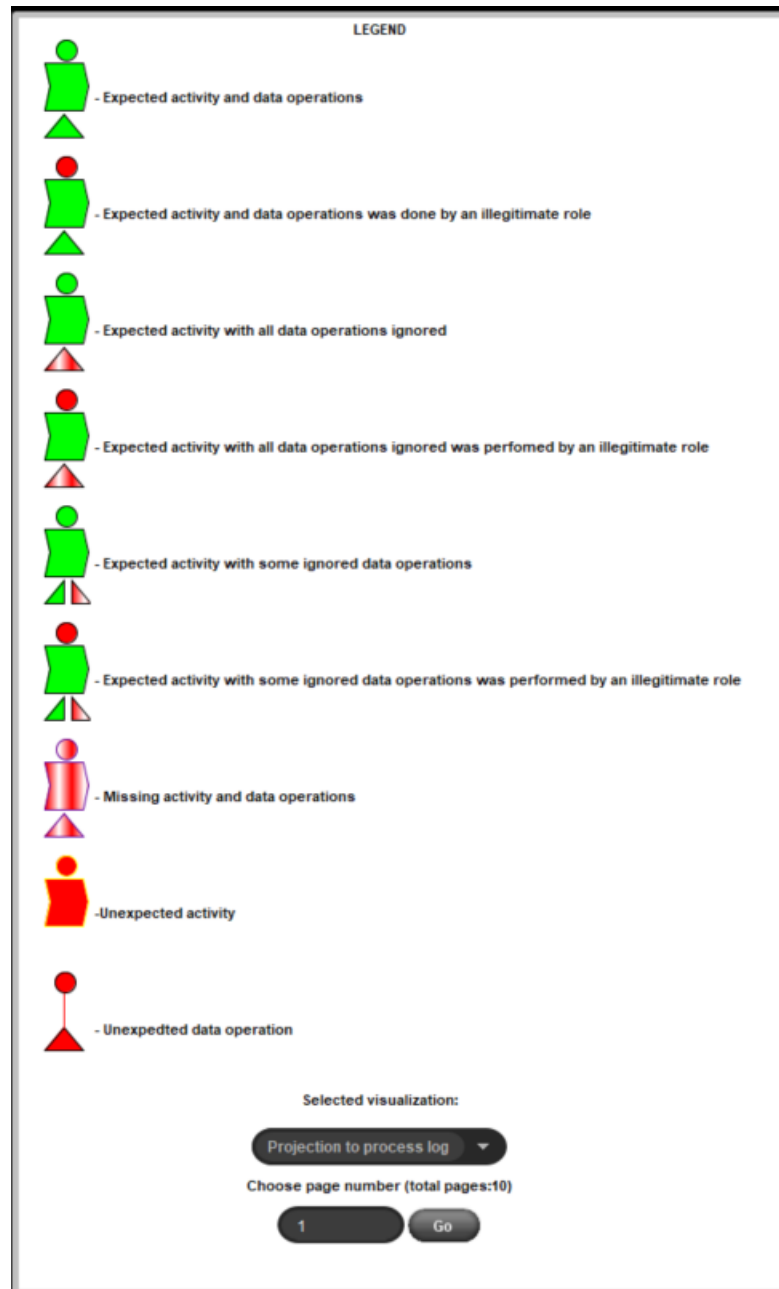 LEGEND
- Expected activity and data operations
- Expected activity and data operations was done by an illegitimate role
- Expected activity with all data operations ignored
- Expected activity with all data operations ignored was perfomed by an illegitimate role
- Expected activity with some ignored data operations
- Expected activity with some ignored data operations was performed by an illegitimate role
- Missing activity and data operations
-Unexpected activity
- Unexpedted data operation
Selected visualization:
Projection to process log
Choose page number (total pages:10)
1 Go